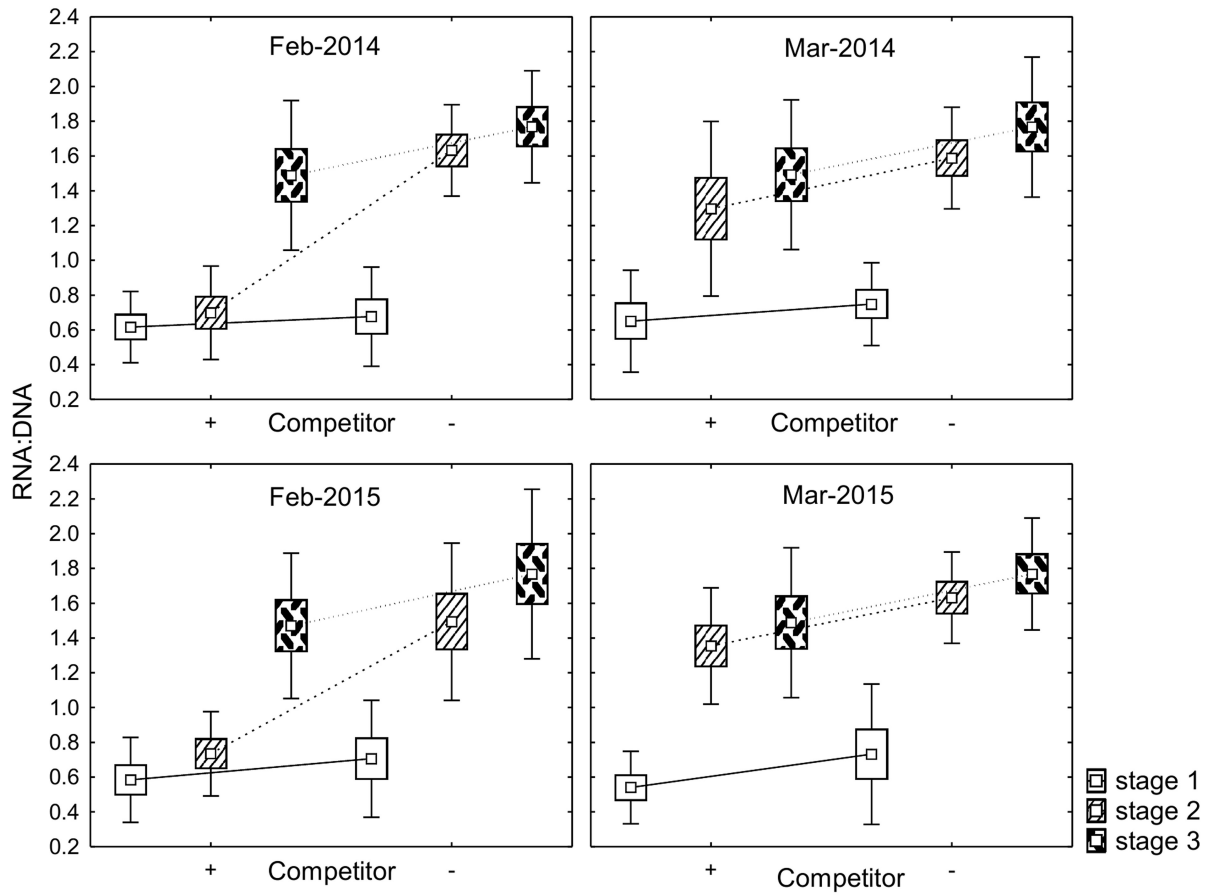 2.4
2.2
2.0
1.8
1.6
1.4
1.2
1.0
0.8
0.6
0.4
0.2
Feb-2014
Mar-2014
+ Competitor -
+ Competitor -
RNA:DNA
2.4
2.2
2.0
1.8
1.6
1.4
1.2
1.0
0.8
0.6
0.4
0.2
Feb-2015
Mar-2015
+ Competitor -
+ Competitor -
stage 1
stage 2
stage 3